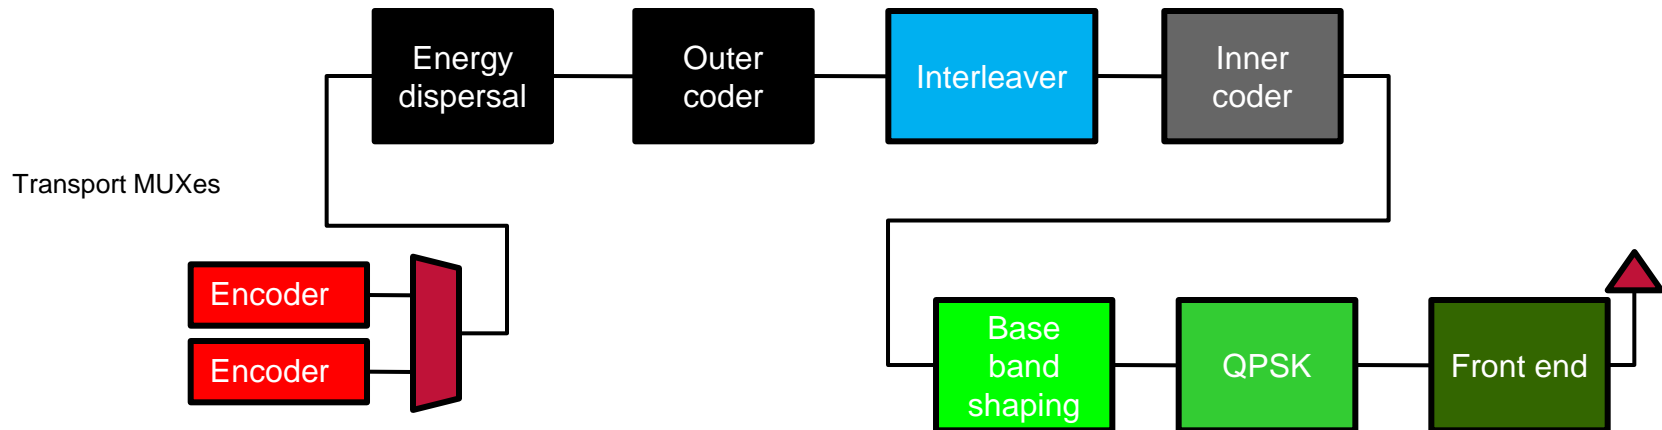 Energy
dispersal
Outer
coder
Interleaver
Inner
coder
Transport MUXes
Encoder
Encoder
Base
band
shaping
QPSK
Front end